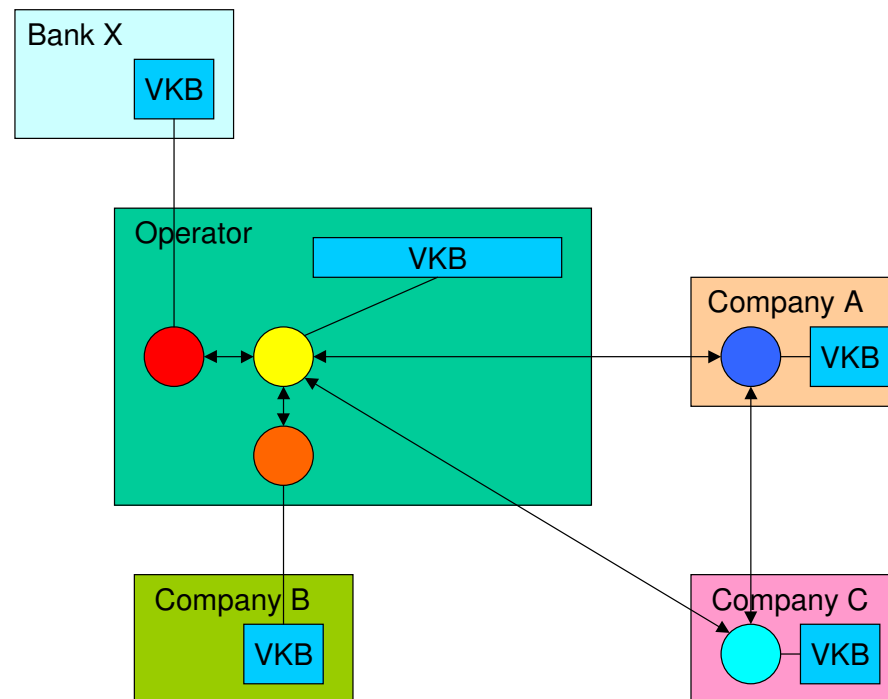 Bank X
VKB
Operator
VKB
Company A
VKB
Company B
VKB
Company C
VKB